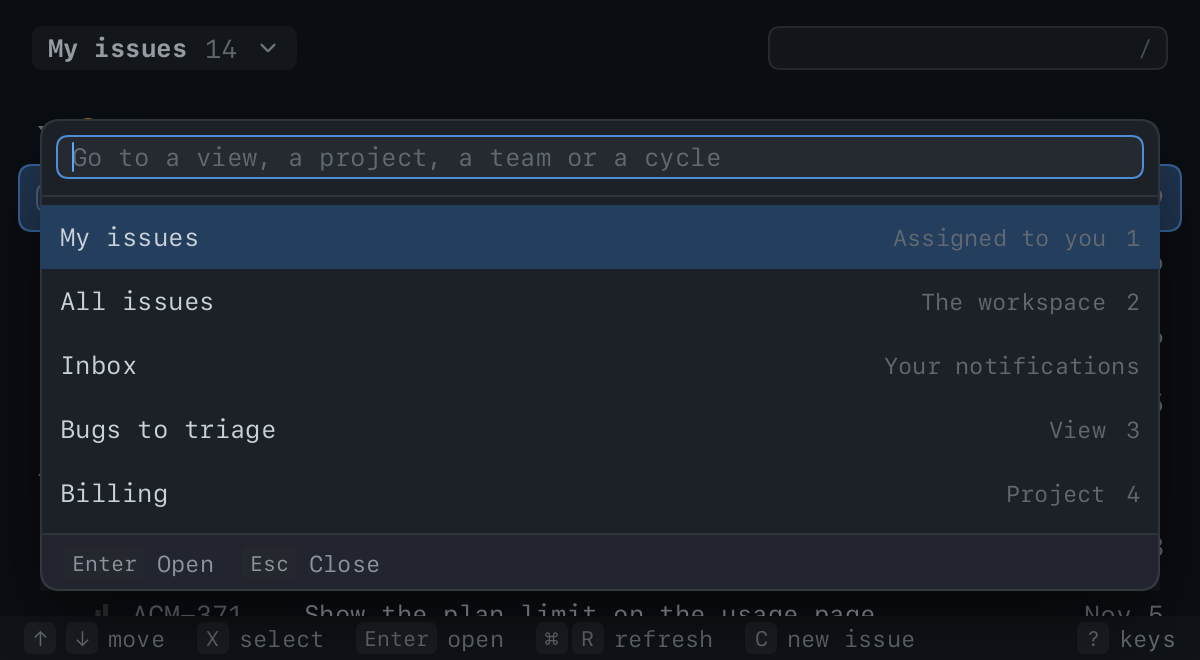 My issues 14
/
Go to a view, a project, a team or a cycle
My issues Assigned to you 1
All issues The workspace 2
Inbox Your notifications
Bugs to triage View 3
Billing Project 4
Enter Open Esc Close
ACM-371 Show the plan limit on the usage page Nov 5
↑ ↓ move X select Enter open ⌘ R refresh C new issue ? keys